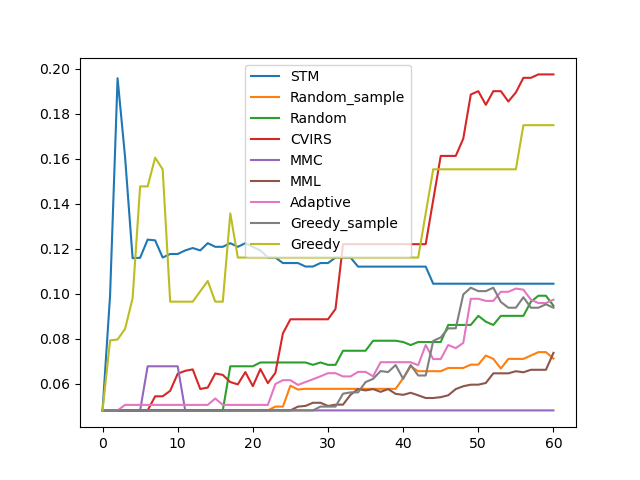 0.20
0.18
0.16
0.14
0.12
0.10
0.08
0.06
STM
Random_sample
Random
CVIRS
MMC
MML
Adaptive
Greedy_sample
Greedy
0 10 20 30 40 50 60